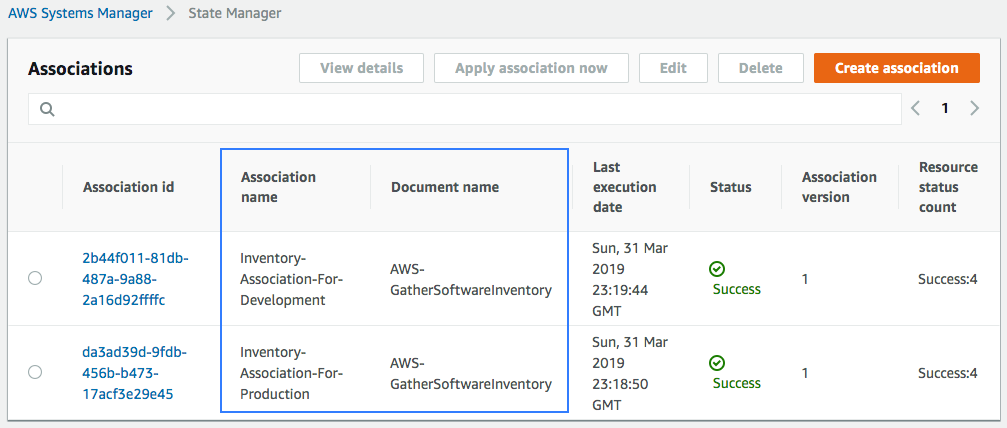 AWS Systems Manager > State Manager
Associations
View details
Apply association now
Edit
Delete
Create association
1
Association id
Association
name
Document name
Last
execution
date
Status
Association
version
Resource
status
count
2b44f011-81db-
487a-9a88-
2a16d92ffffc
Inventory-
Association-For-
Development
AWS-
GatherSoftwareInventory
Sun, 31 Mar
2019
23:19:44
GMT
Success
1
Success:4
da3ad39d-9fdb-
456b-b473-
17acf3e29e45
Inventory-
Association-For-
Production
AWS-
GatherSoftwareInventory
Sun, 31 Mar
2019
23:18:50
GMT
Success
1
Success:4